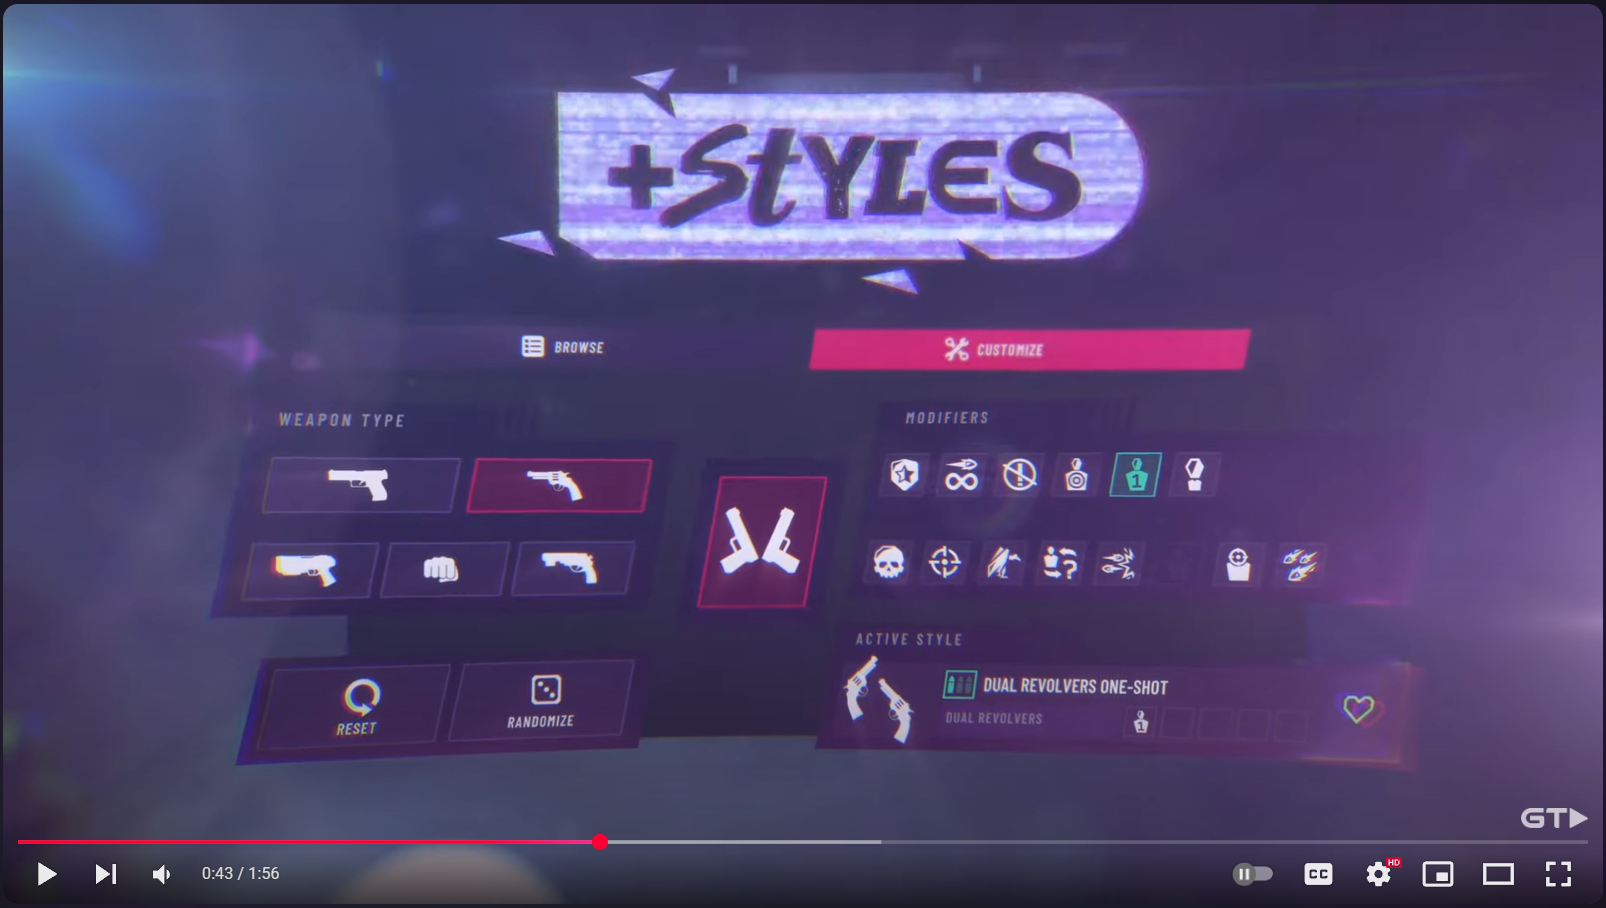 +StYLES
BROWSE
CUSTOMIZE
WEAPON TYPE
MODIFIERS
1
ACTIVE STYLE
DUAL REVOLVERS ONE-SHOT
DUAL REVOLVERS
1
RESET
RANDOMIZE
GT
0:43 / 1:56
CC
HD